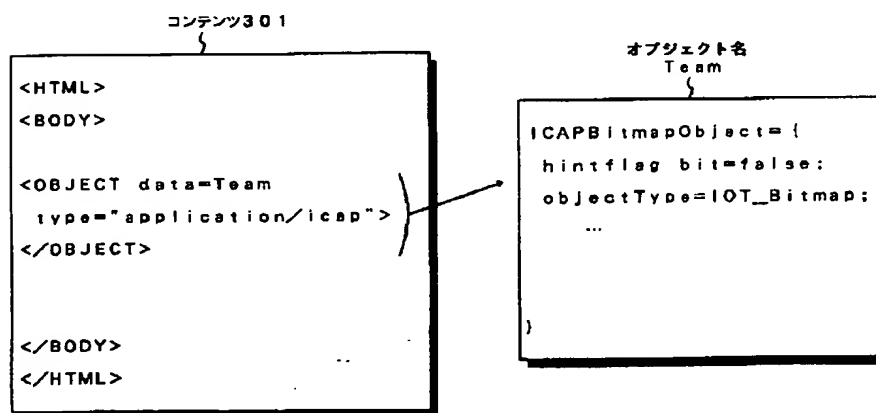 コンテンツ301
<HTML>
<BODY>
<OBJECT data=Team
type="application/icap">
</OBJECT>
</BODY>
</HTML>
オブジェクト名
Team
ICAPBitmapObject={
hintflag bit=false;
objectType=IOT_Bitmap;
…
}